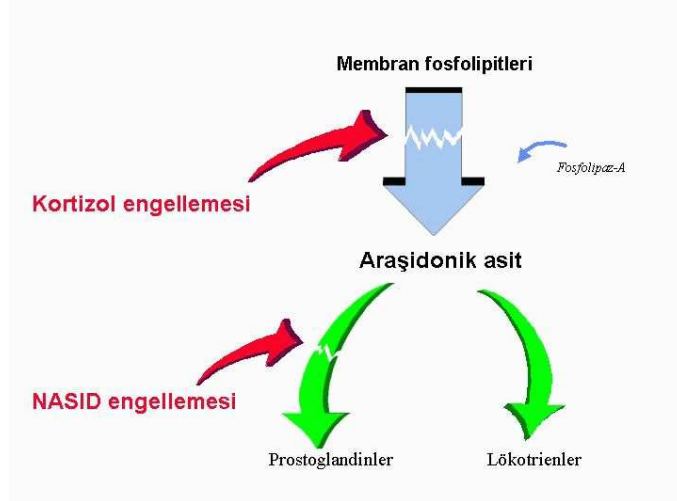 Membran fosfolipitleri
Fosfolipaz-A
Kortizol engellemesi
Araşidonik asit
NASID engellemesi
Prostoglandinler
Lökotrienler